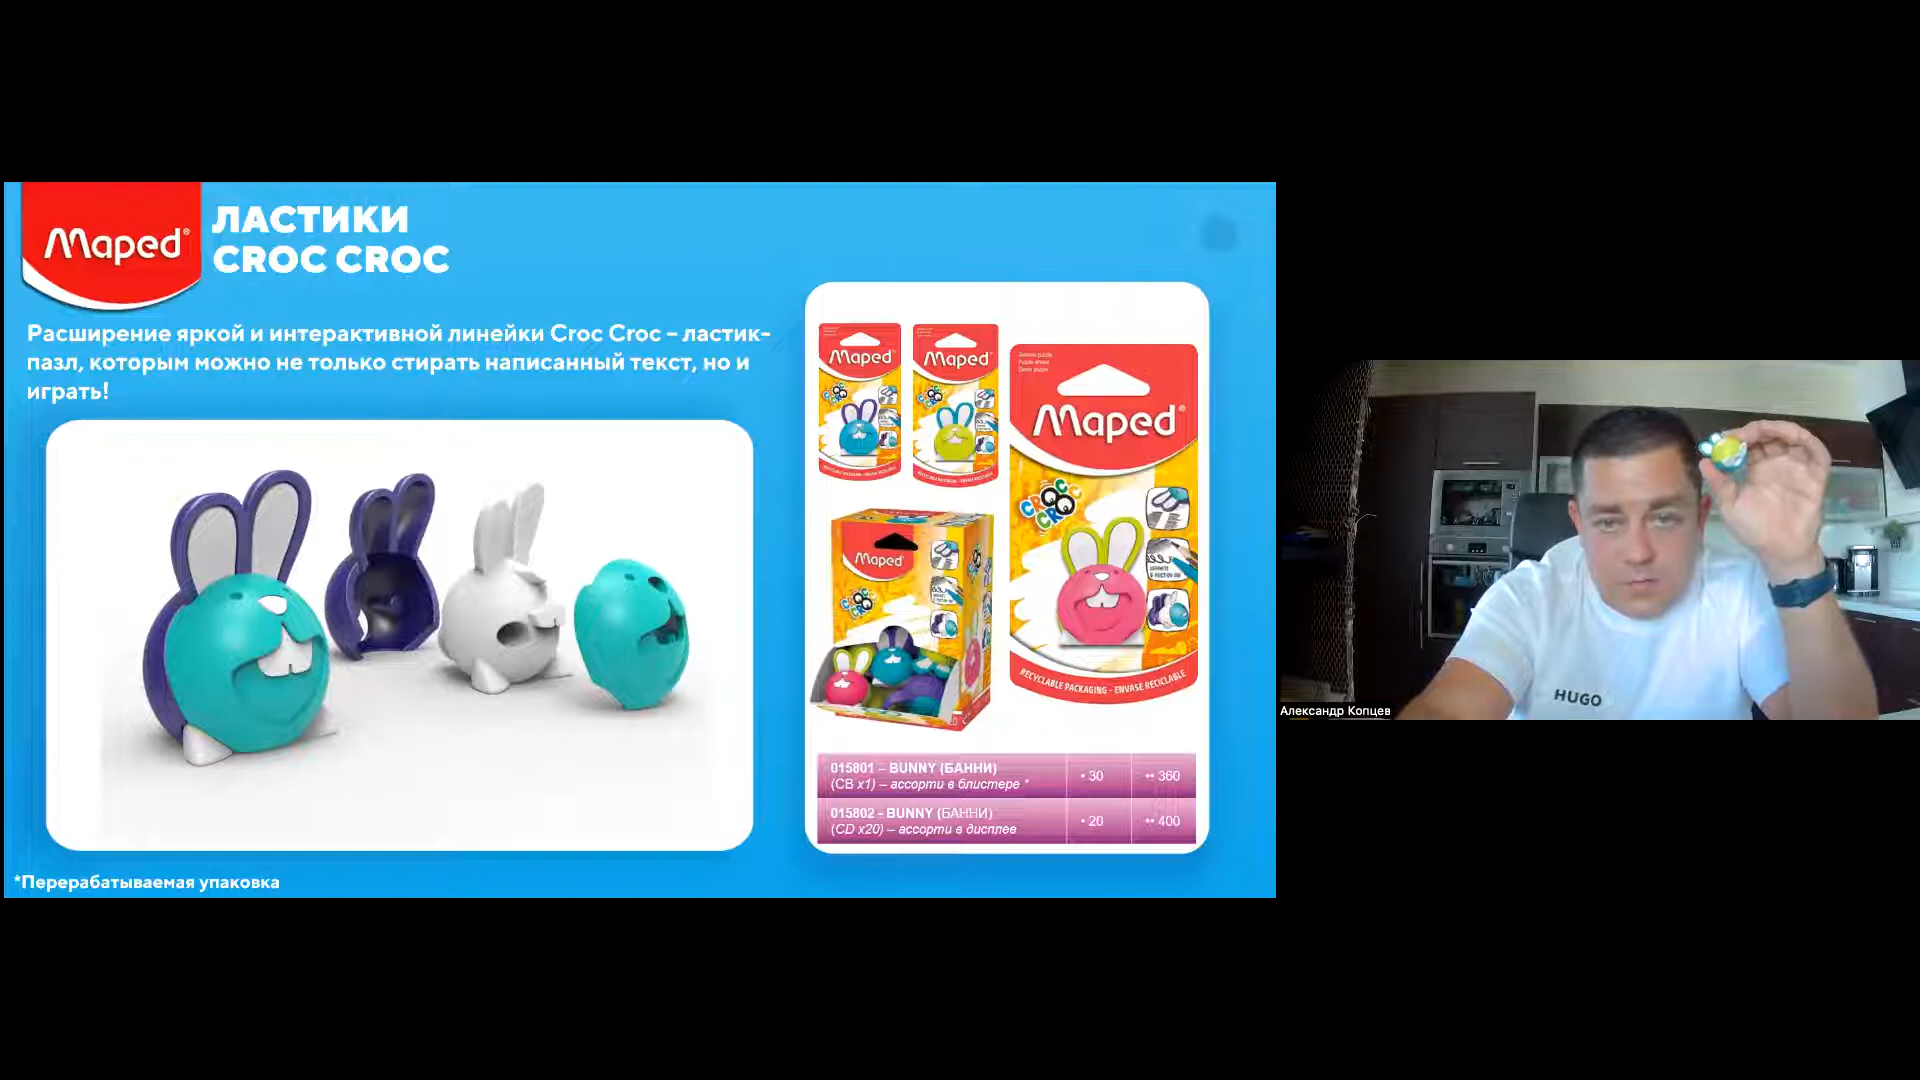 Maped®
ЛАСТИКИ
CROC CROC
Расширение яркой и интерактивной линейки Croc Croc – ластик-
пазл, которым можно не только стирать написанный текст, но и
играть!
Maped
Maped
Maped®
CROC
CRO
RECYCLABLE PACKAGING - ENVASE RECICLABLE
Maped
015801 – BUNNY (БАННИ)
(CB x1) – ассорти в блистере *
• 30
•• 360
015802 - BUNNY (БАННИ)
(CD x20) – ассорти в дисплее
• 20
•• 400
*Перерабатываемая упаковка
HUGO
Александр Копцев